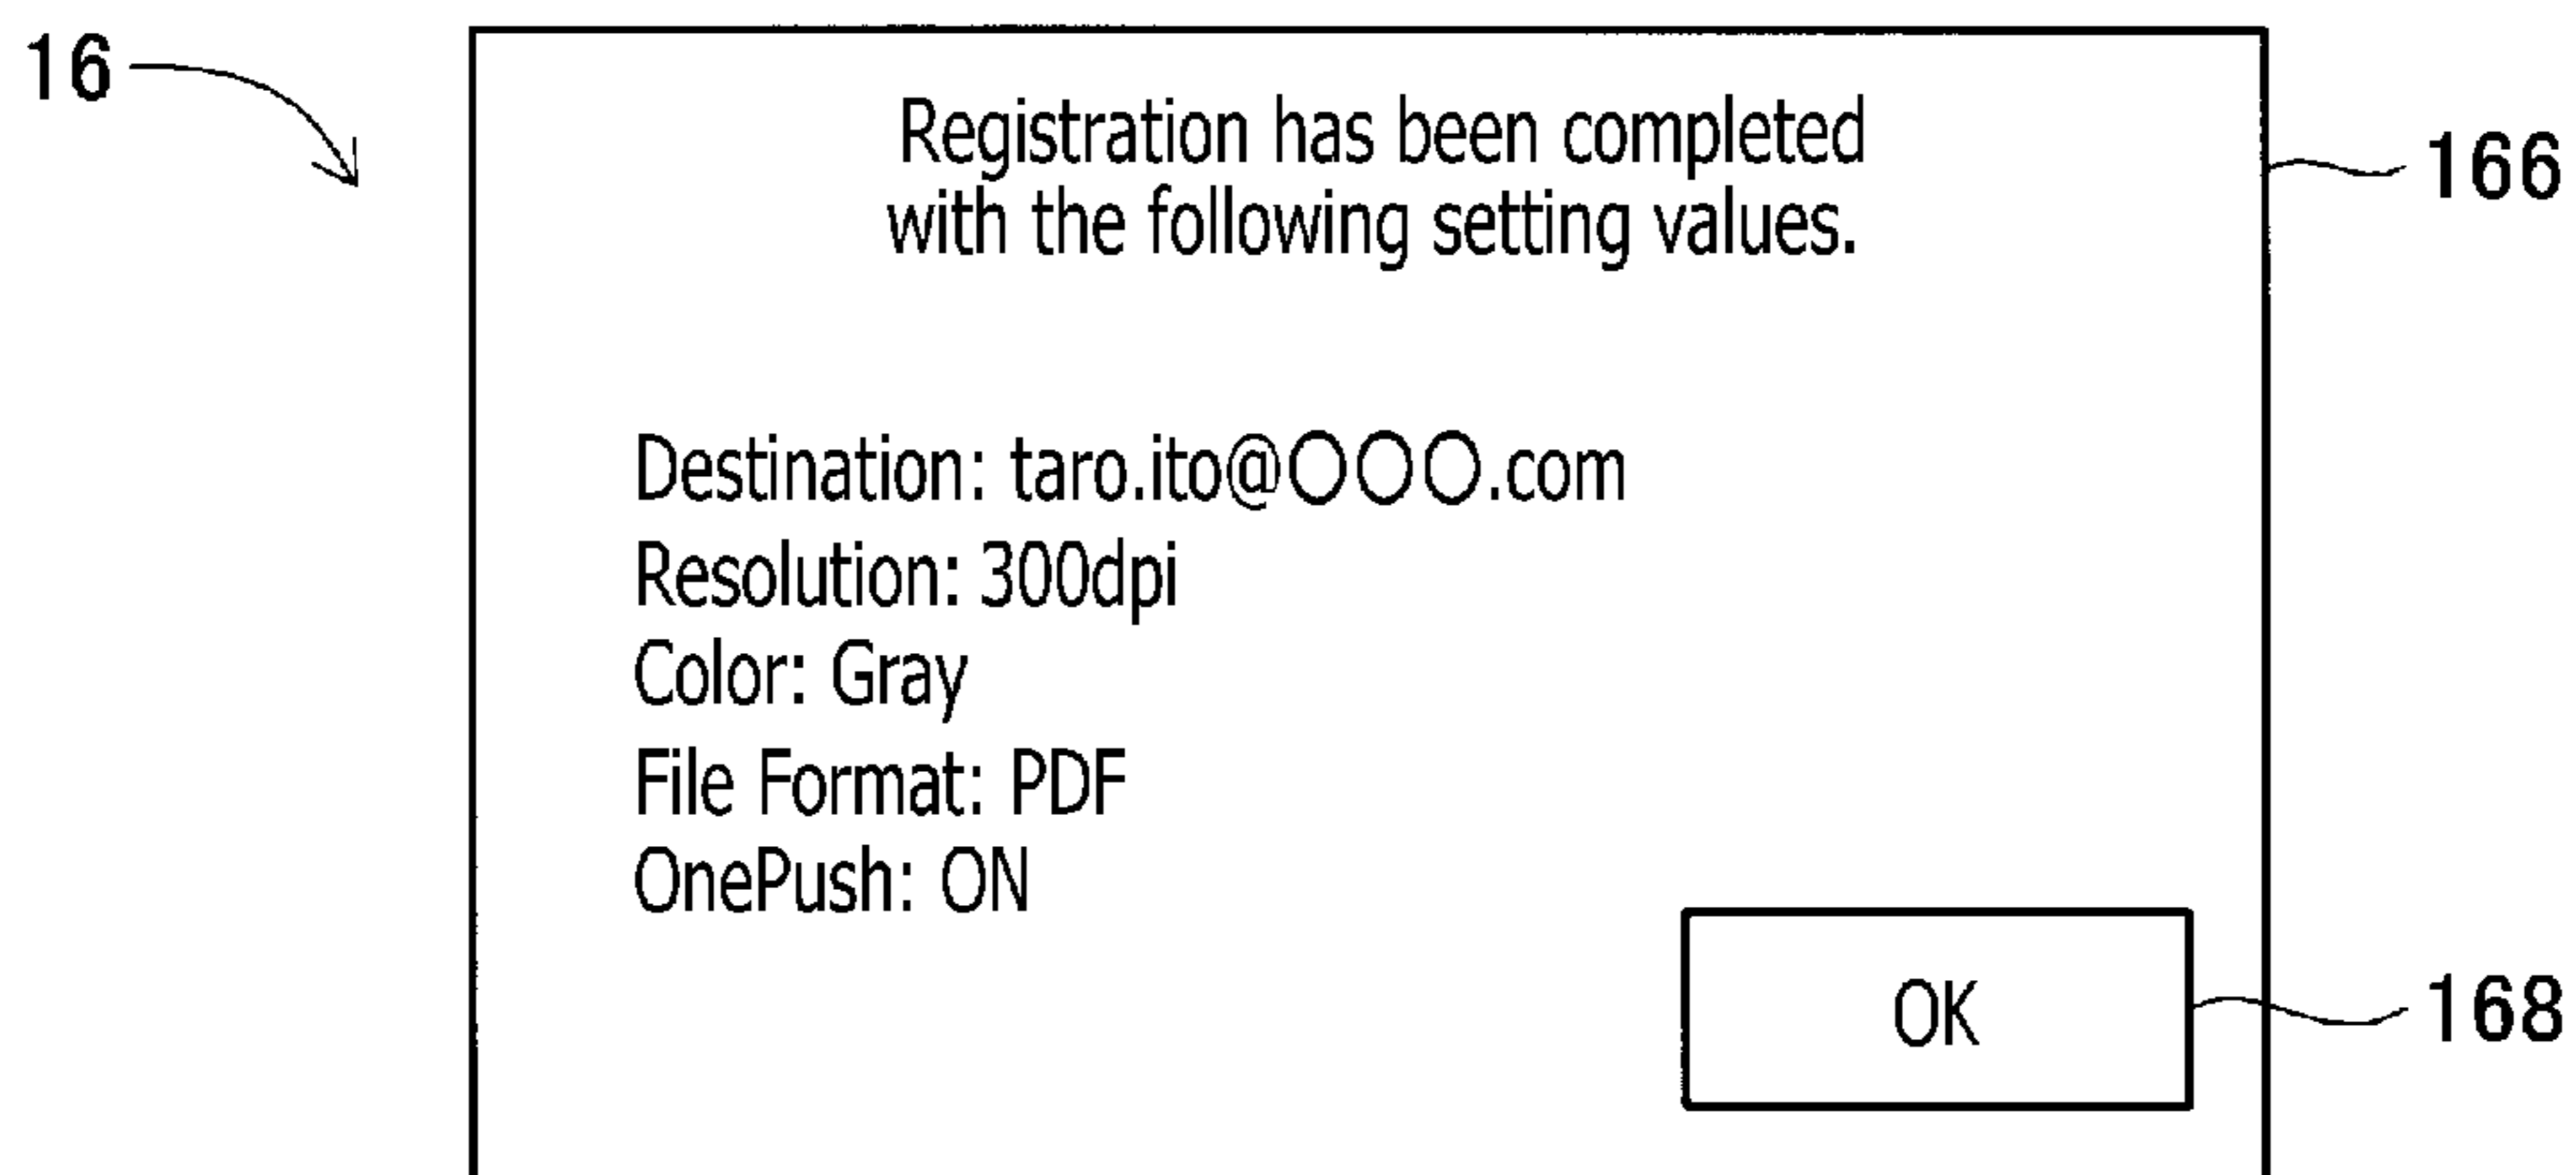 16
Registration has been completed
with the following setting values.
166
Destination: taro.ito@○○○.com
Resolution: 300dpi
Color: Gray
File Format: PDF
OnePush: ON
OK
168